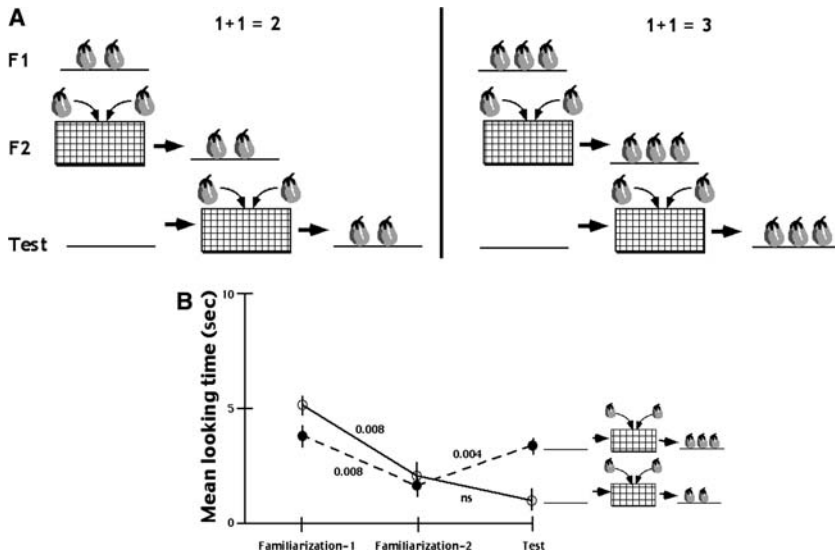 A
1+1 = 2
1+1 = 3
F1
F2
Test
B
Mean looking time (sec)
10
5
0
0.008
0.008
0.004
ns
Familiarization-1
Familiarization-2
Test